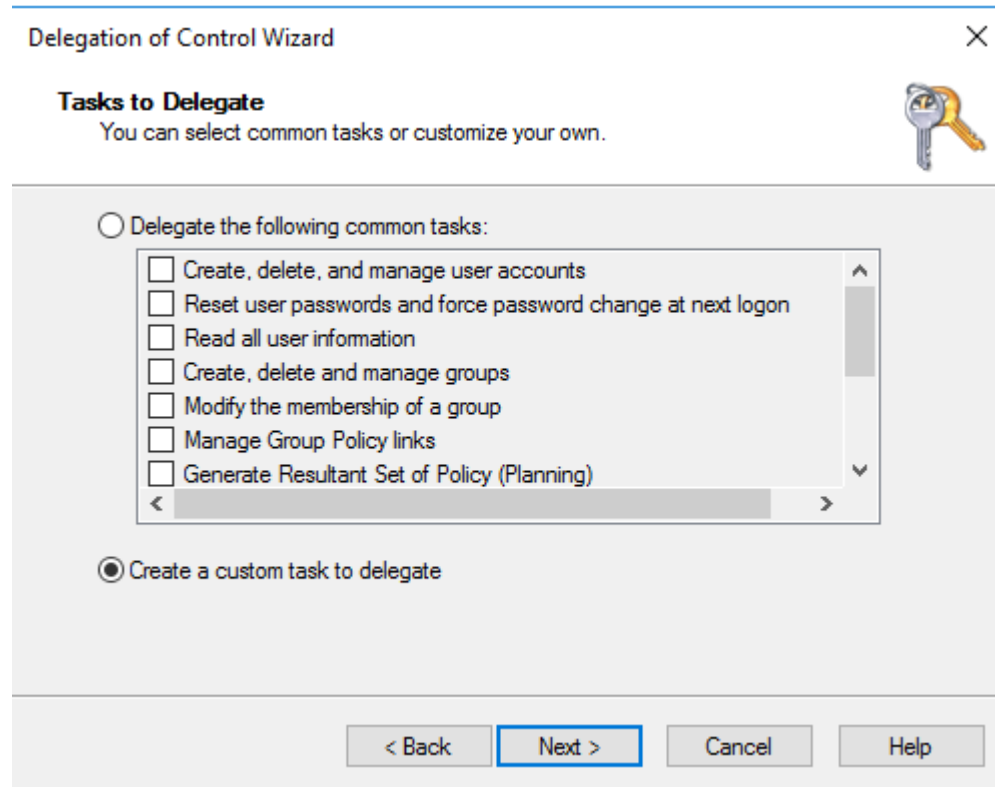 Delegation of Control Wizard
Tasks to Delegate
You can select common tasks or customize your own.
Delegate the following common tasks:
Create, delete, and manage user accounts
Reset user passwords and force password change at next logon
Read all user information
Create, delete and manage groups
Modify the membership of a group
Manage Group Policy links
Generate Resultant Set of Policy (Planning)
Create a custom task to delegate
< Back Next > Cancel Help